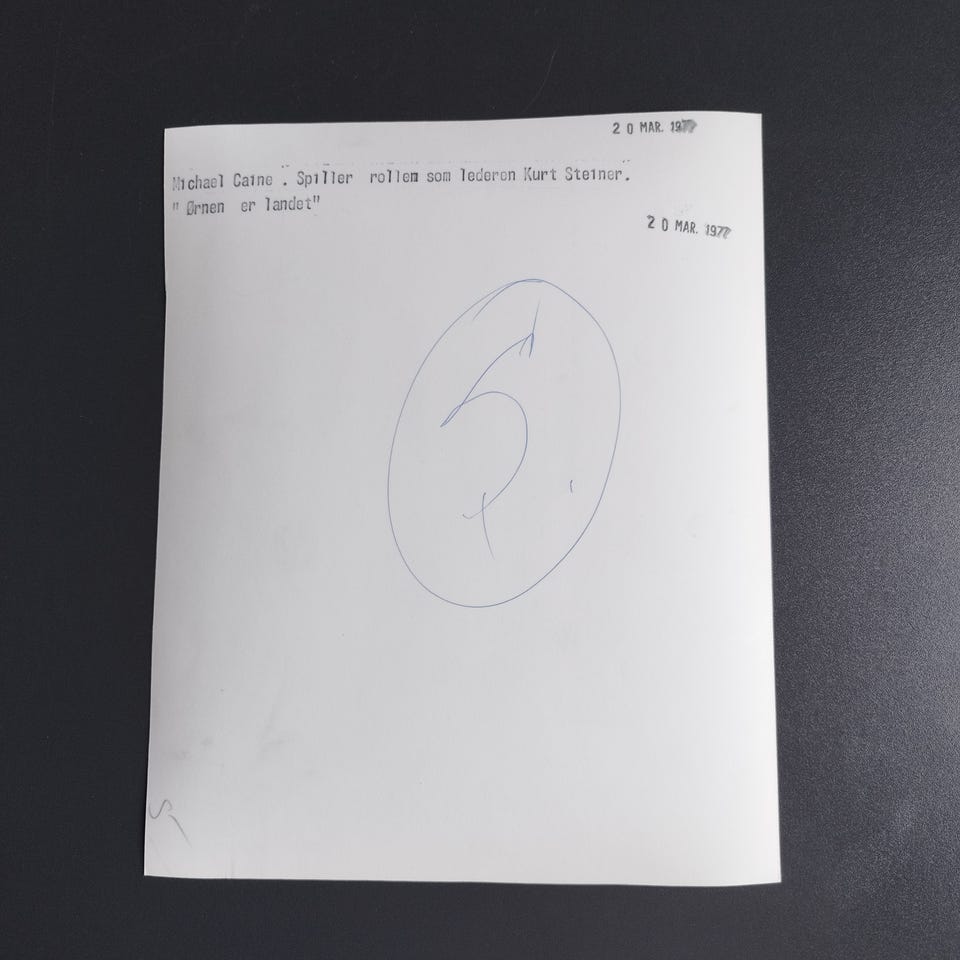 20 MAR. 1977
Michael Caine . Spiller rollen som lederen Kurt Steiner.
" Ørnen er landet"
20 MAR. 1977
5